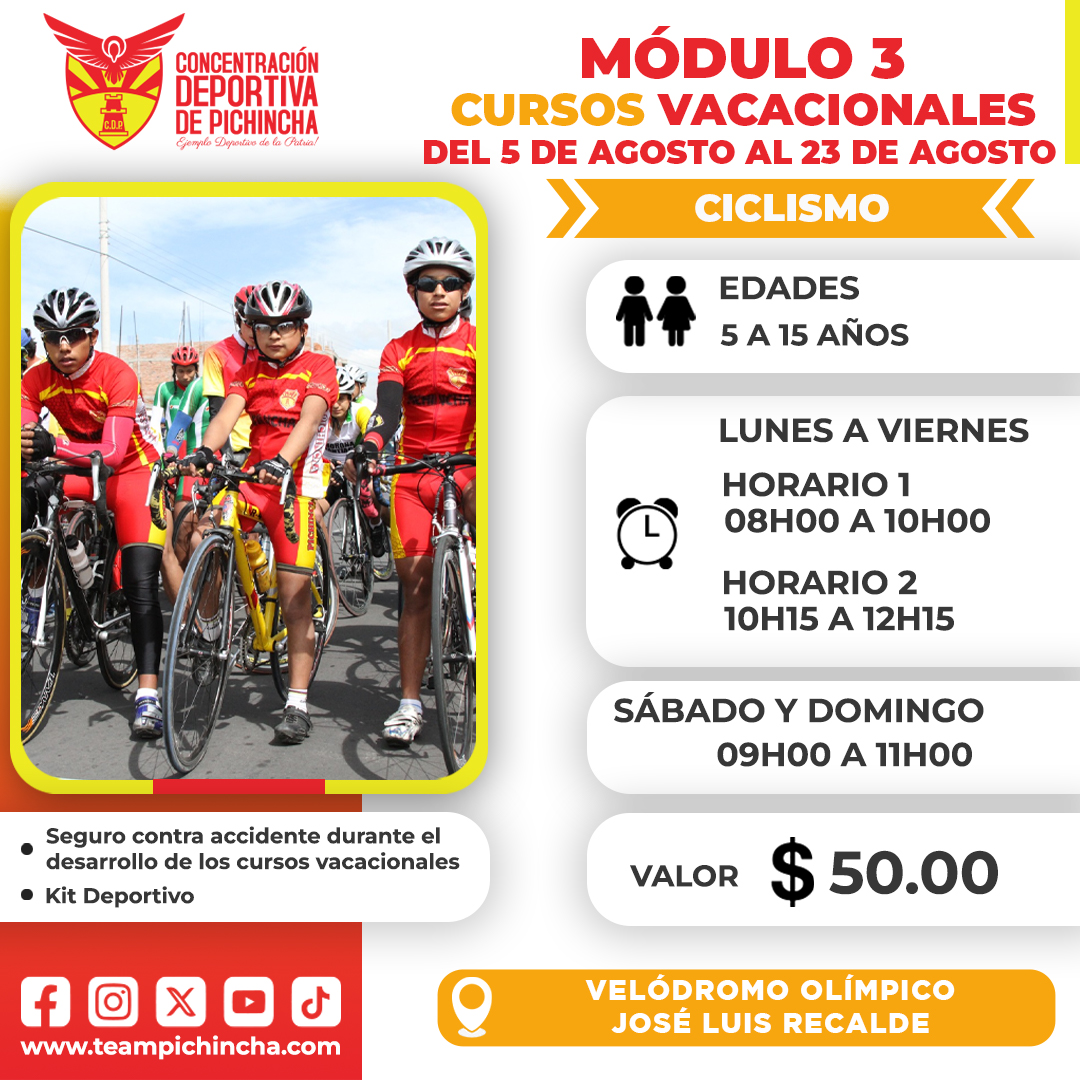 CONCENTRACIÓN
DEPORTIVA
DE PICHINCHA
Ejemplo Deportivo de la Patria!
C.D.P.
MÓDULO 3
CURSOS VACACIONALES
DEL 5 DE AGOSTO AL 23 DE AGOSTO
CICLISMO
EDADES
5 A 15 AÑOS
LUNES A VIERNES
HORARIO 1
08H00 A 10H00
HORARIO 2
10H15 A 12H15
SÁBADO Y DOMINGO
09H00 A 11H00
PICHINCHA
• Seguro contra accidente durante el
desarrollo de los cursos vacacionales
• Kit Deportivo
VALOR $ 50.00
www.teampichincha.com
VELÓDROMO OLÍMPICO
JOSÉ LUIS RECALDE